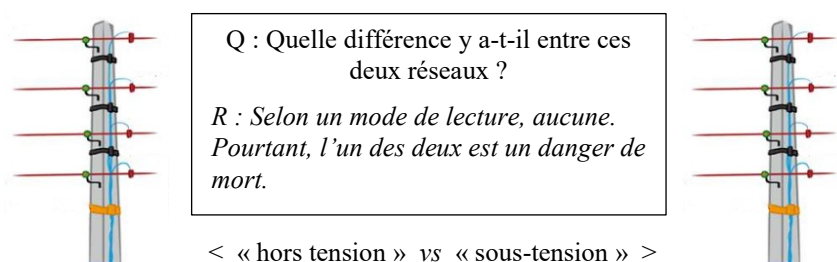 Q : Quelle différence y a-t-il entre ces
deux réseaux ?
R : Selon un mode de lecture, aucune.
Pourtant, l’un des deux est un danger de
mort.
< « hors tension » vs « sous-tension » >